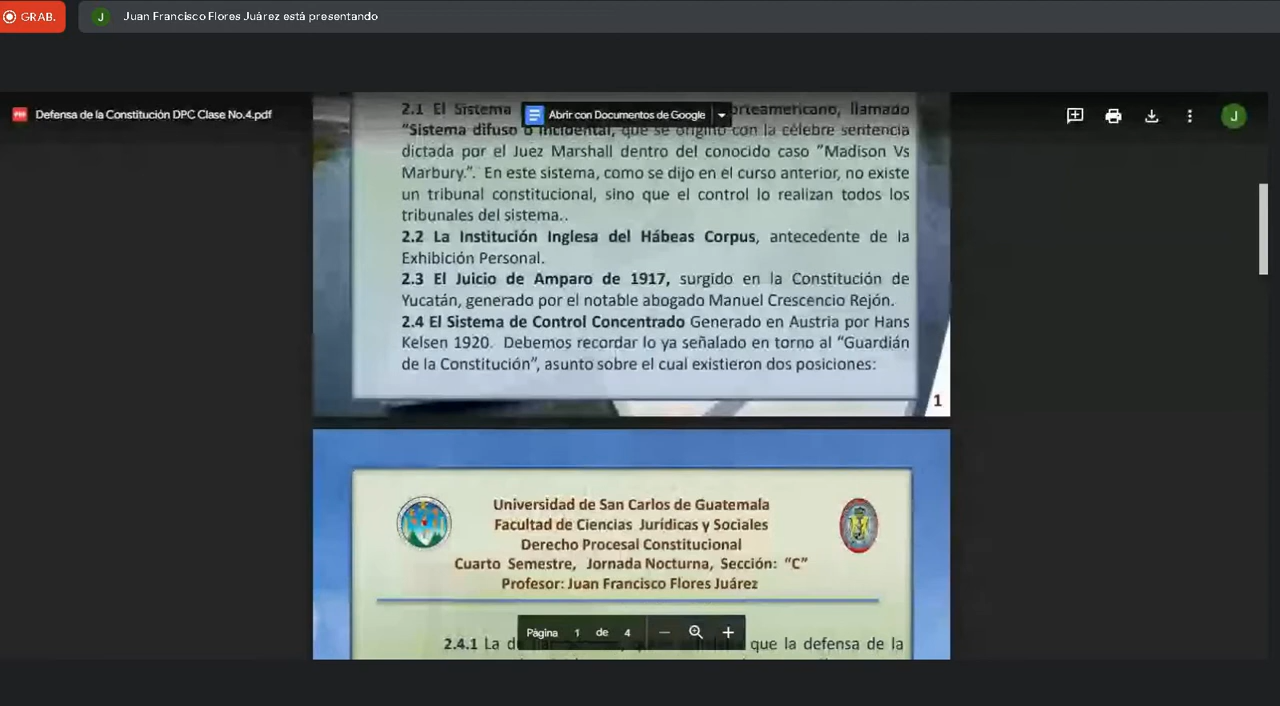 GRAB.
J
Juan Francisco Flores Juárez está presentando
Defensa de la Constitución DPC Clase No.4.pdf
Abrir con Documentos de Google
J
2.1 El Sistema orteamericano, llamado
"Sistema difuso o incidental, que se originó con la célebre sentencia
dictada por el Juez Marshall dentro del conocido caso "Madison Vs
Marbury.". En este sistema, como se dijo en el curso anterior, no existe
un tribunal constitucional, sino que el control lo realizan todos los
tribunales del sistema..
2.2 La Institución Inglesa del Hábeas Corpus, antecedente de la
Exhibición Personal.
2.3 El Juicio de Amparo de 1917, surgido en la Constitución de
Yucatán, generado por el notable abogado Manuel Crescencio Rejón.
2.4 El Sistema de Control Concentrado Generado en Austria por Hans
Kelsen 1920. Debemos recordar lo ya señalado en torno al "Guardián
de la Constitución", asunto sobre el cual existieron dos posiciones:
1
Universidad de San Carlos de Guatemala
Facultad de Ciencias Jurídicas y Sociales
Derecho Procesal Constitucional
Cuarto Semestre, Jornada Nocturna, Sección: "C"
Profesor: Juan Francisco Flores Juárez
Página 1 de 4
2.4.1 La que la defensa de la